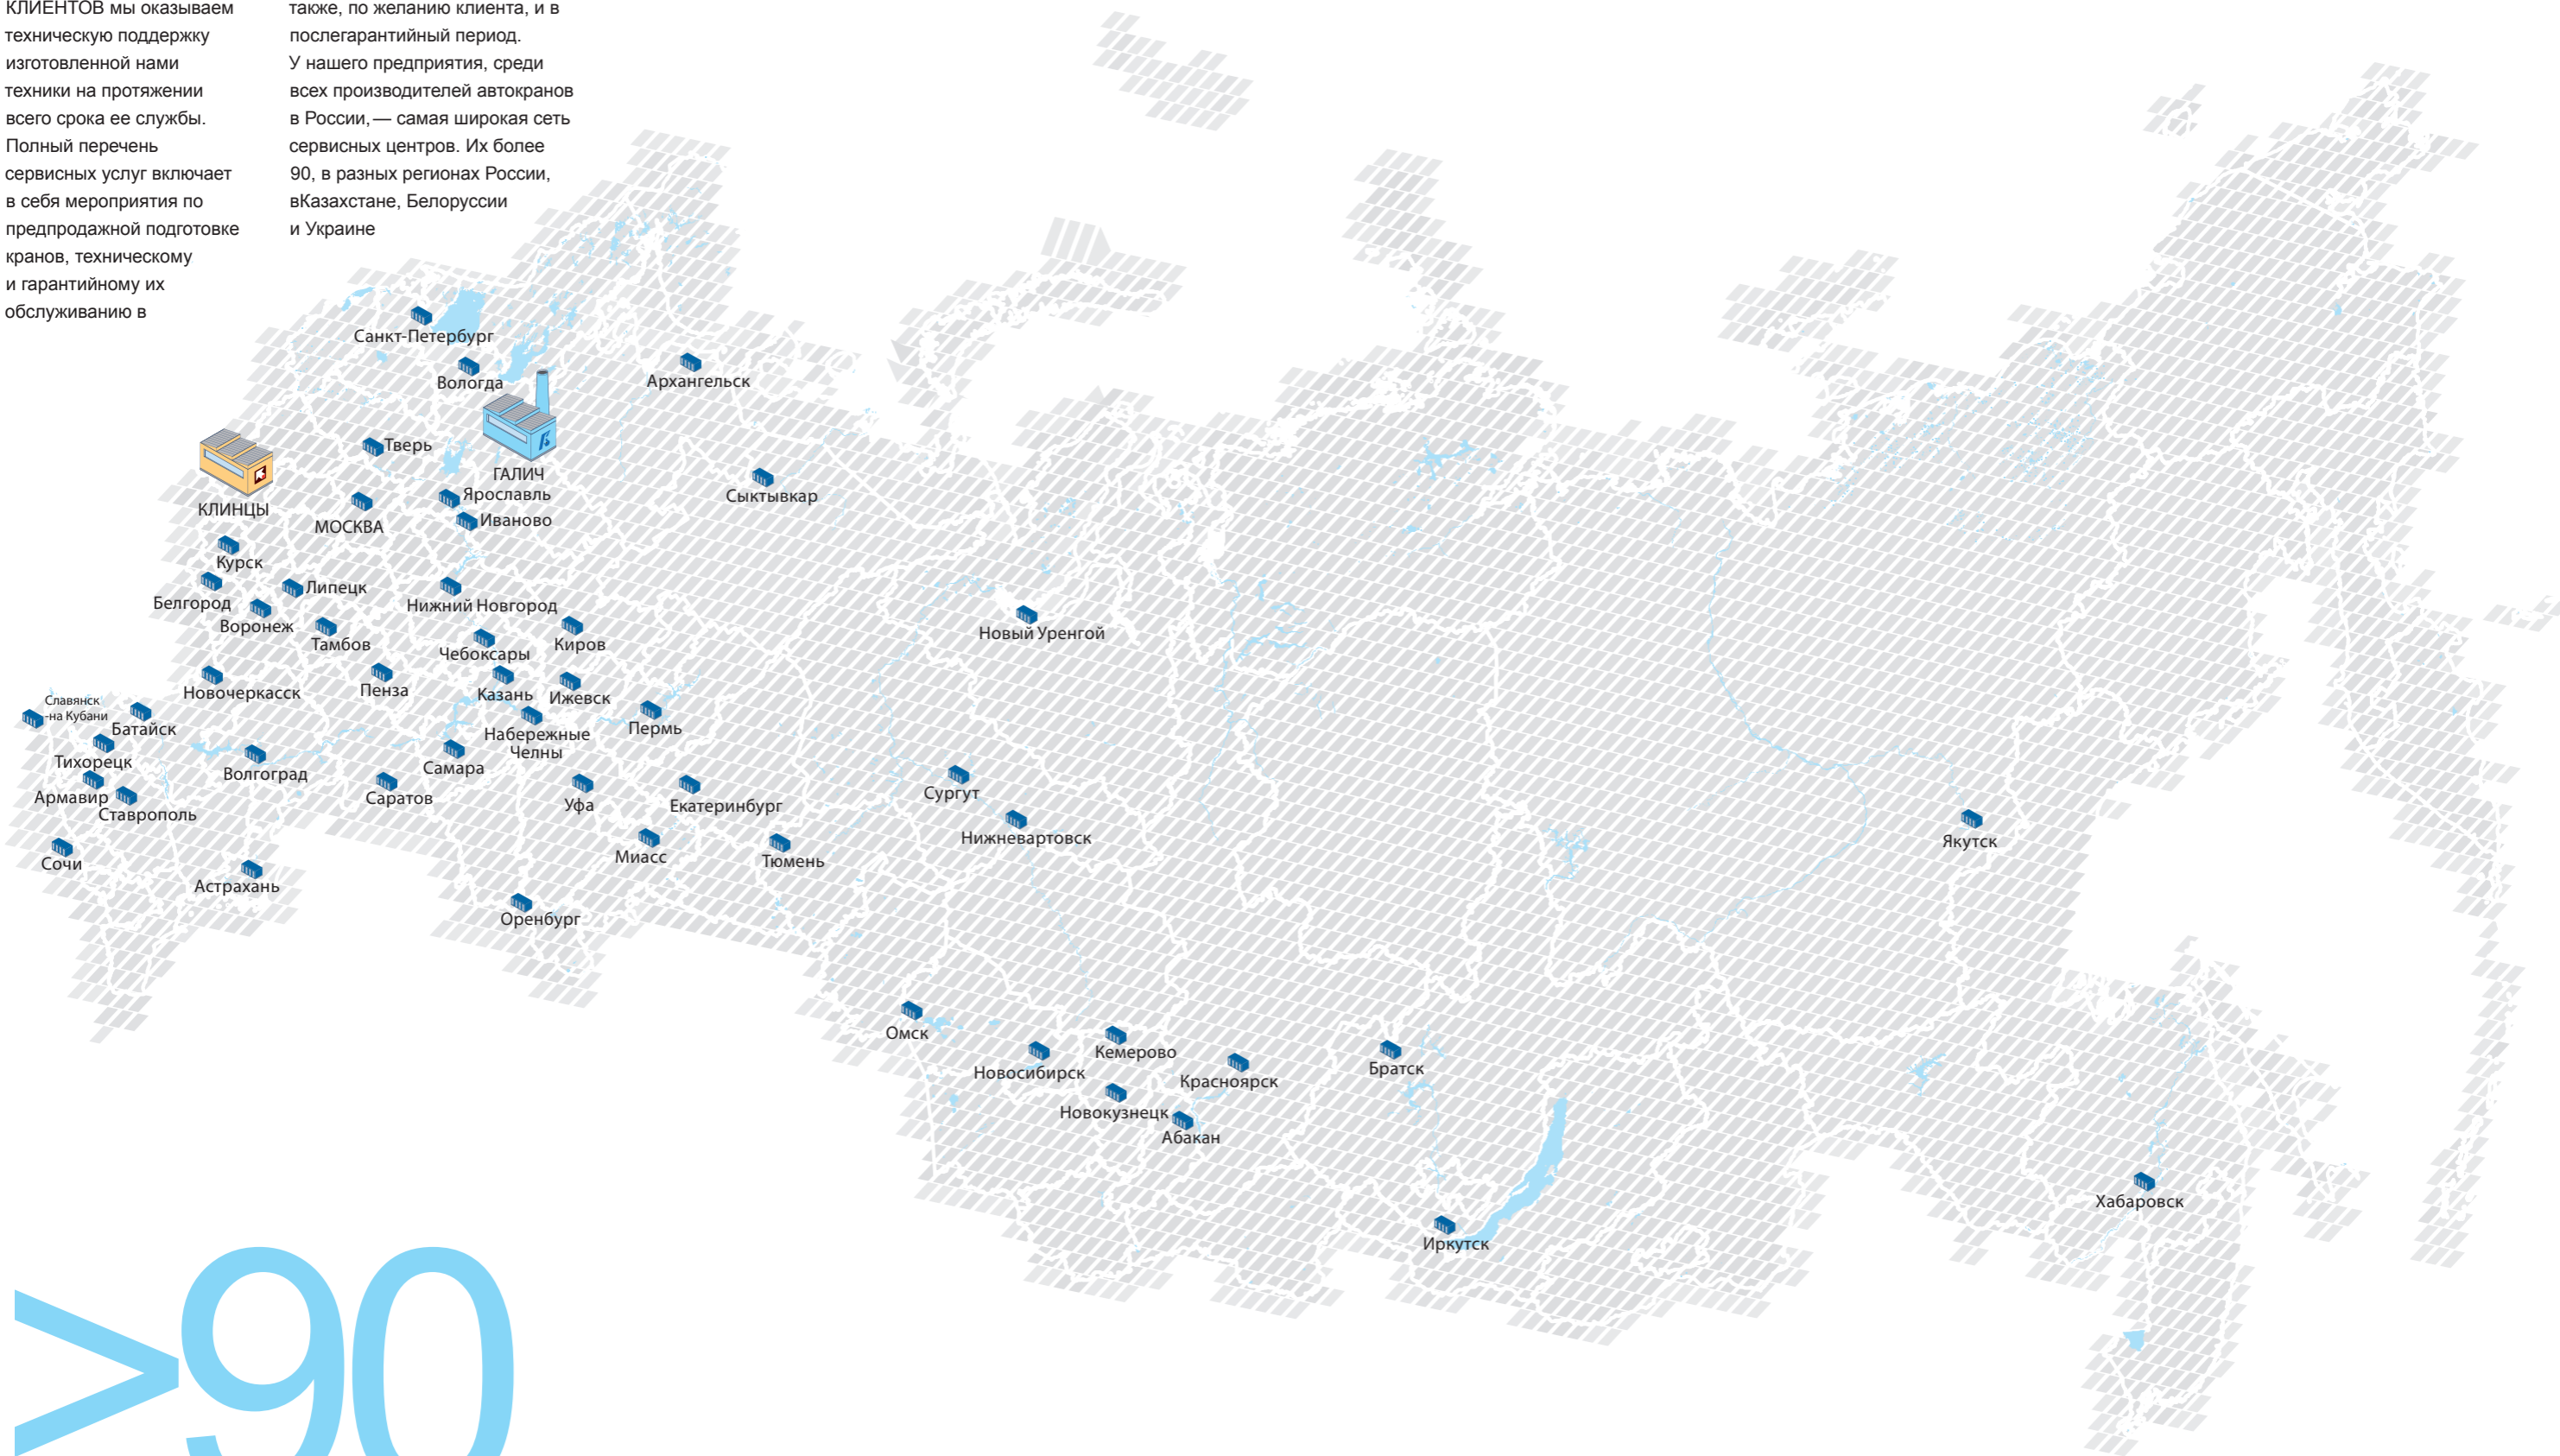 КЛИЕНТОВ мы оказываем
техническую поддержку
изготовленной нами
техники на протяжении
всего срока ее службы.
Полный перечень
сервисных услуг включает
в себя мероприятия по
предпродажной подготовке
кранов, техническому
и гарантийному их
обслуживанию в
также, по желанию клиента, и в
послегарантийный период.
У нашего предприятия, среди
всех производителей автокранов
в России, — самая широкая сеть
сервисных центров. Их более
90, в разных регионах России,
вКазахстане, Белоруссии
и Украине
Санкт-Петербург
Вологда
Архангельск
Тверь
ГАЛИЧ
Ярославль
Сыктывкар
КЛИНЦЫ
МОСКВА
Иваново
Курск
Липецк
Белгород
Нижний Новгород
Воронеж
Тамбов
Киров
Новый Уренгой
Чебоксары
Новочеркасск
Пенза
Казань
Ижевск
Славянск
-на Кубани
Батайск
Набережные
Челны
Пермь
Тихорецк
Волгоград
Самара
Армавир
Саратов
Уфа
Екатеринбург
Сургут
Ставрополь
Нижневартовск
Якутск
Сочи
Миасс
Тюмень
Астрахань
Оренбург
Омск
Кемерово
Новосибирск
Красноярск
Братск
Новокузнецк
Абакан
Хабаровск
Иркутск
>90